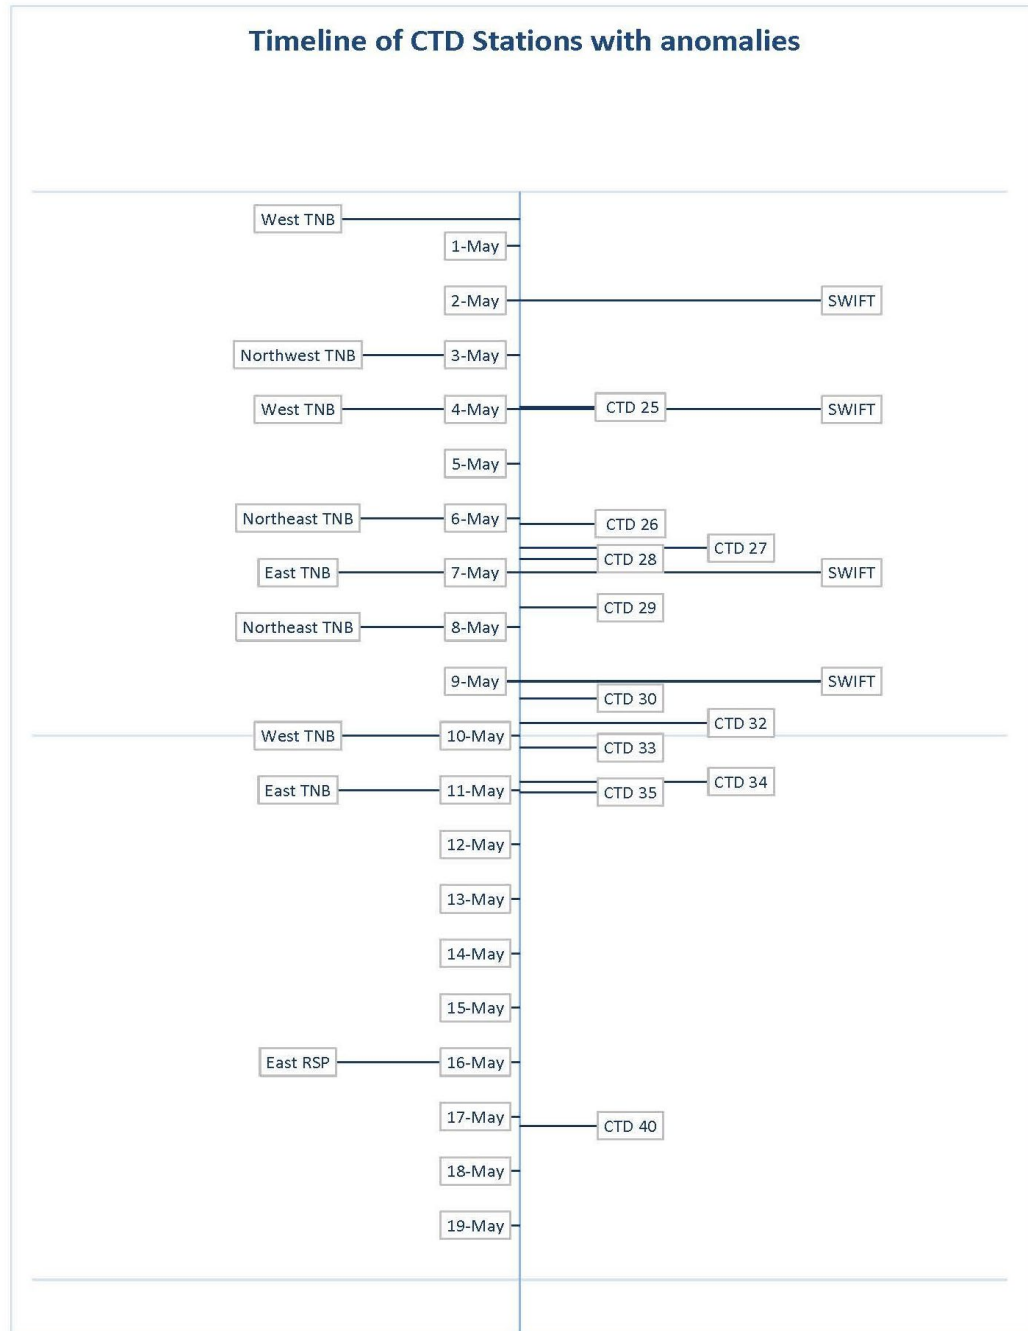 Timeline of CTD Stations with anomalies
West TNB
1-May
2-May SWIFT
Northwest TNB 3-May
West TNB 4-May CTD 25 SWIFT
5-May
Northeast TNB 6-May CTD 26
CTD 27
CTD 28
East TNB 7-May SWIFT
CTD 29
Northeast TNB 8-May
9-May SWIFT
CTD 30
CTD 32
West TNB 10-May
CTD 33
CTD 34
East TNB 11-May CTD 35
12-May
13-May
14-May
15-May
East RSP 16-May
17-May CTD 40
18-May
19-May